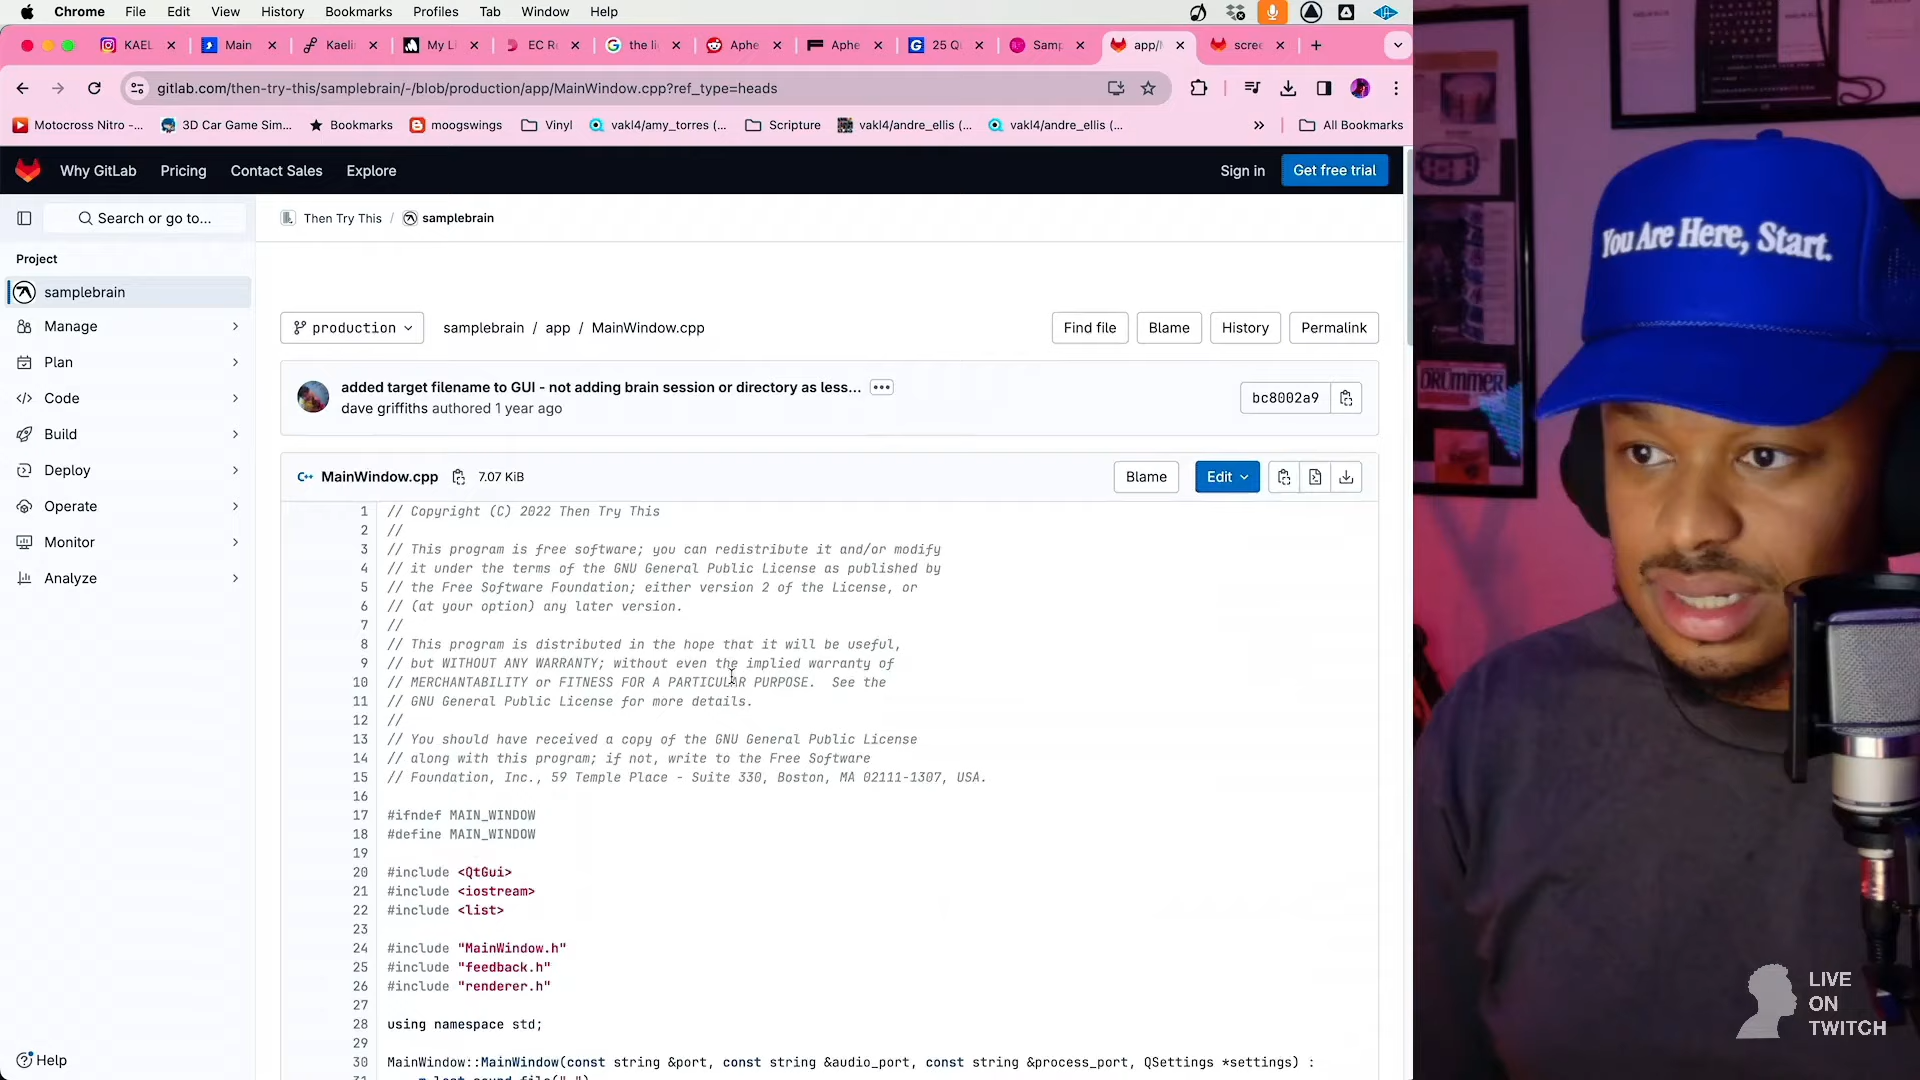 Chrome File Edit View History Bookmarks Profiles Tab Window Help
KAEL Main Kaeli My Li EC R the li Aphe Aphe 25 Q Samp app/ scree
gitlab.com/then-try-this/samplebrain/-/blob/production/app/MainWindow.cpp?ref_type=heads
Motocross Nitro -... 3D Car Game Sim... Bookmarks moogswings Vinyl vakl4/amy_torres (... Scripture vakl4/andre_ellis (... vakl4/andre_ellis (... » All Bookmarks
Why GitLab Pricing Contact Sales Explore Sign in Get free trial
Search or go to... Then Try This / samplebrain
Project
samplebrain
Manage
Plan
Code
Build
Deploy
Operate
Monitor
Analyze
Help
production samplebrain / app / MainWindow.cpp Find file Blame History Permalink
added target filename to GUI - not adding brain session or directory as less... •••
dave griffiths authored 1 year ago
bc8002a9
C++ MainWindow.cpp 7.07 KiB Blame Edit
1 // Copyright (C) 2022 Then Try This
2 //
3 // This program is free software; you can redistribute it and/or modify
4 // it under the terms of the GNU General Public License as published by
5 // the Free Software Foundation; either version 2 of the License, or
6 // (at your option) any later version.
7 //
8 // This program is distributed in the hope that it will be useful,
9 // but WITHOUT ANY WARRANTY; without even the implied warranty of
10 // MERCHANTABILITY or FITNESS FOR A PARTICULAR PURPOSE.  See the
11 // GNU General Public License for more details.
12 //
13 // You should have received a copy of the GNU General Public License
14 // along with this program; if not, write to the Free Software
15 // Foundation, Inc., 59 Temple Place - Suite 330, Boston, MA 02111-1307, USA.
16
17 #ifndef MAIN_WINDOW
18 #define MAIN_WINDOW
19
20 #include <QtGui>
21 #include <iostream>
22 #include <list>
23
24 #include "MainWindow.h"
25 #include "feedback.h"
26 #include "renderer.h"
27
28 using namespace std;
29
30 MainWindow::MainWindow(const string &port, const string &audio_port, const string &process_port, QSettings *settings) :
You Are Here, Start.
DRUMMER
LIVE
ON
TWITCH